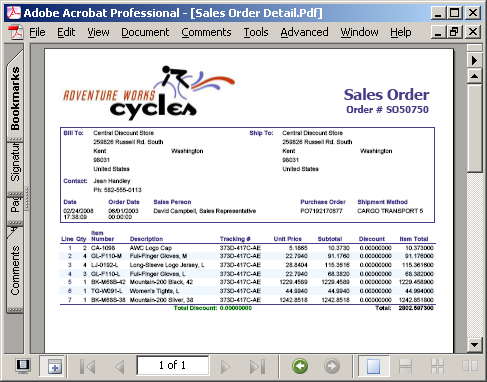 Adobe Acrobat Professional - [Sales Order Detail.Pdf]
File Edit View Document Comments Tools Advanced Window Help
Bookmarks
Signatur
Pag
Comments
ADVENTURE WORKS
cycles
Sales Order
Order # SO50750
Bill To: Central Discount Store Ship To: Central Discount Store
259826 Russell Rd. South 259826 Russell Rd. South
Kent Washington Kent Washington
98031 98031
United States United States
Contact: Jean Handley
Ph: 582-555-0113
Date Order Date Sales Person Purchase Order Shipment Method
02/24/2006 06/01/2003 David Campbell, Sales Representative PO7192170677 CARGO TRANSPORT 5
17:38:09 00:00:00
Line Qty Item Number Description Tracking # Unit Price Subtotal Discount Item Total
1 2 CA-1098 AWC Logo Cap 373D-417C-AE 5.1865 10.3730 0.00000000 10.373000
2 4 GL-F110-M Full-Finger Gloves, M 373D-417C-AE 22.7940 91.1760 0.00000000 91.176000
3 4 LJ-0192-L Long-Sleeve Logo Jersey, L 373D-417C-AE 28.8404 115.3616 0.00000000 115.361600
4 3 GL-F110-L Full-Finger Gloves, L 373D-417C-AE 22.7940 68.3820 0.00000000 68.382000
5 1 BK-M68B-42 Mountain-200 Black, 42 373D-417C-AE 1229.4589 1229.4589 0.00000000 1229.458900
6 1 TG-W091-L Women's Tights, L 373D-417C-AE 44.9940 44.9940 0.00000000 44.994000
7 1 BK-M68S-38 Mountain-200 Silver, 38 373D-417C-AE 1242.8518 1242.8518 0.00000000 1242.851800
Total Discount: 0.00000000 Total: 2802.597300
1 of 1